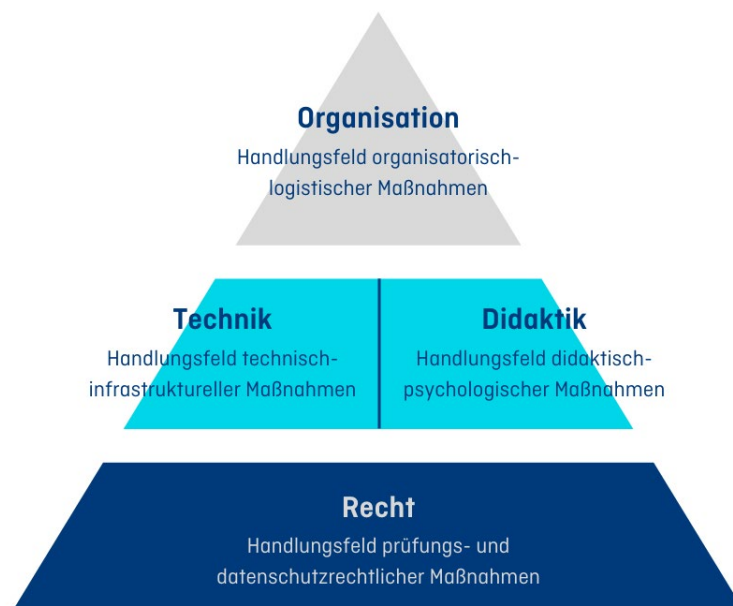 Organisation
Handlungsfeld organisatorisch-
logistischer Maßnahmen
Technik
Handlungsfeld technisch-
infrastruktureller Maßnahmen
Didaktik
Handlungsfeld didaktisch-
psychologischer Maßnahmen
Recht
Handlungsfeld prüfungs- und
datenschutzrechtlicher Maßnahmen